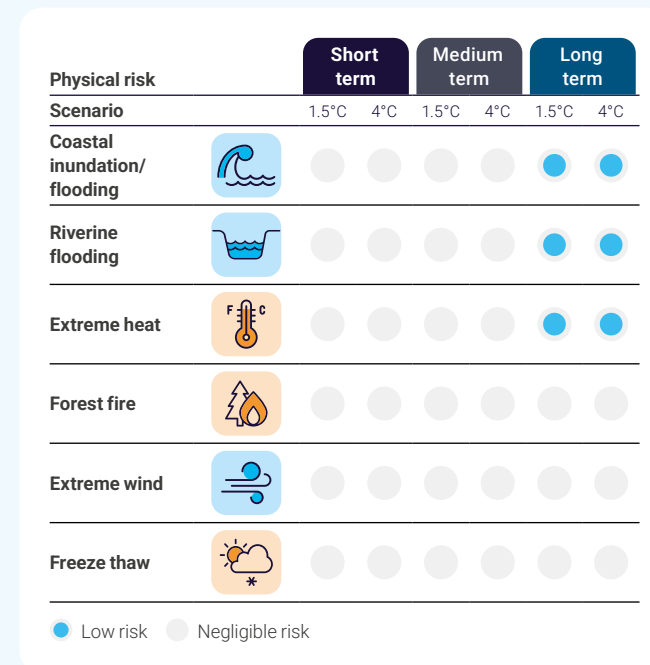 Short
term
Medium
term
Long
term
Physical risk
Scenario
1.5°C 4°C 1.5°C 4°C 1.5°C 4°C
Coastal
inundation/
flooding
Riverine
flooding
Extreme heat
F C
Forest fire
Extreme wind
Freeze thaw
Low risk
Negligible risk